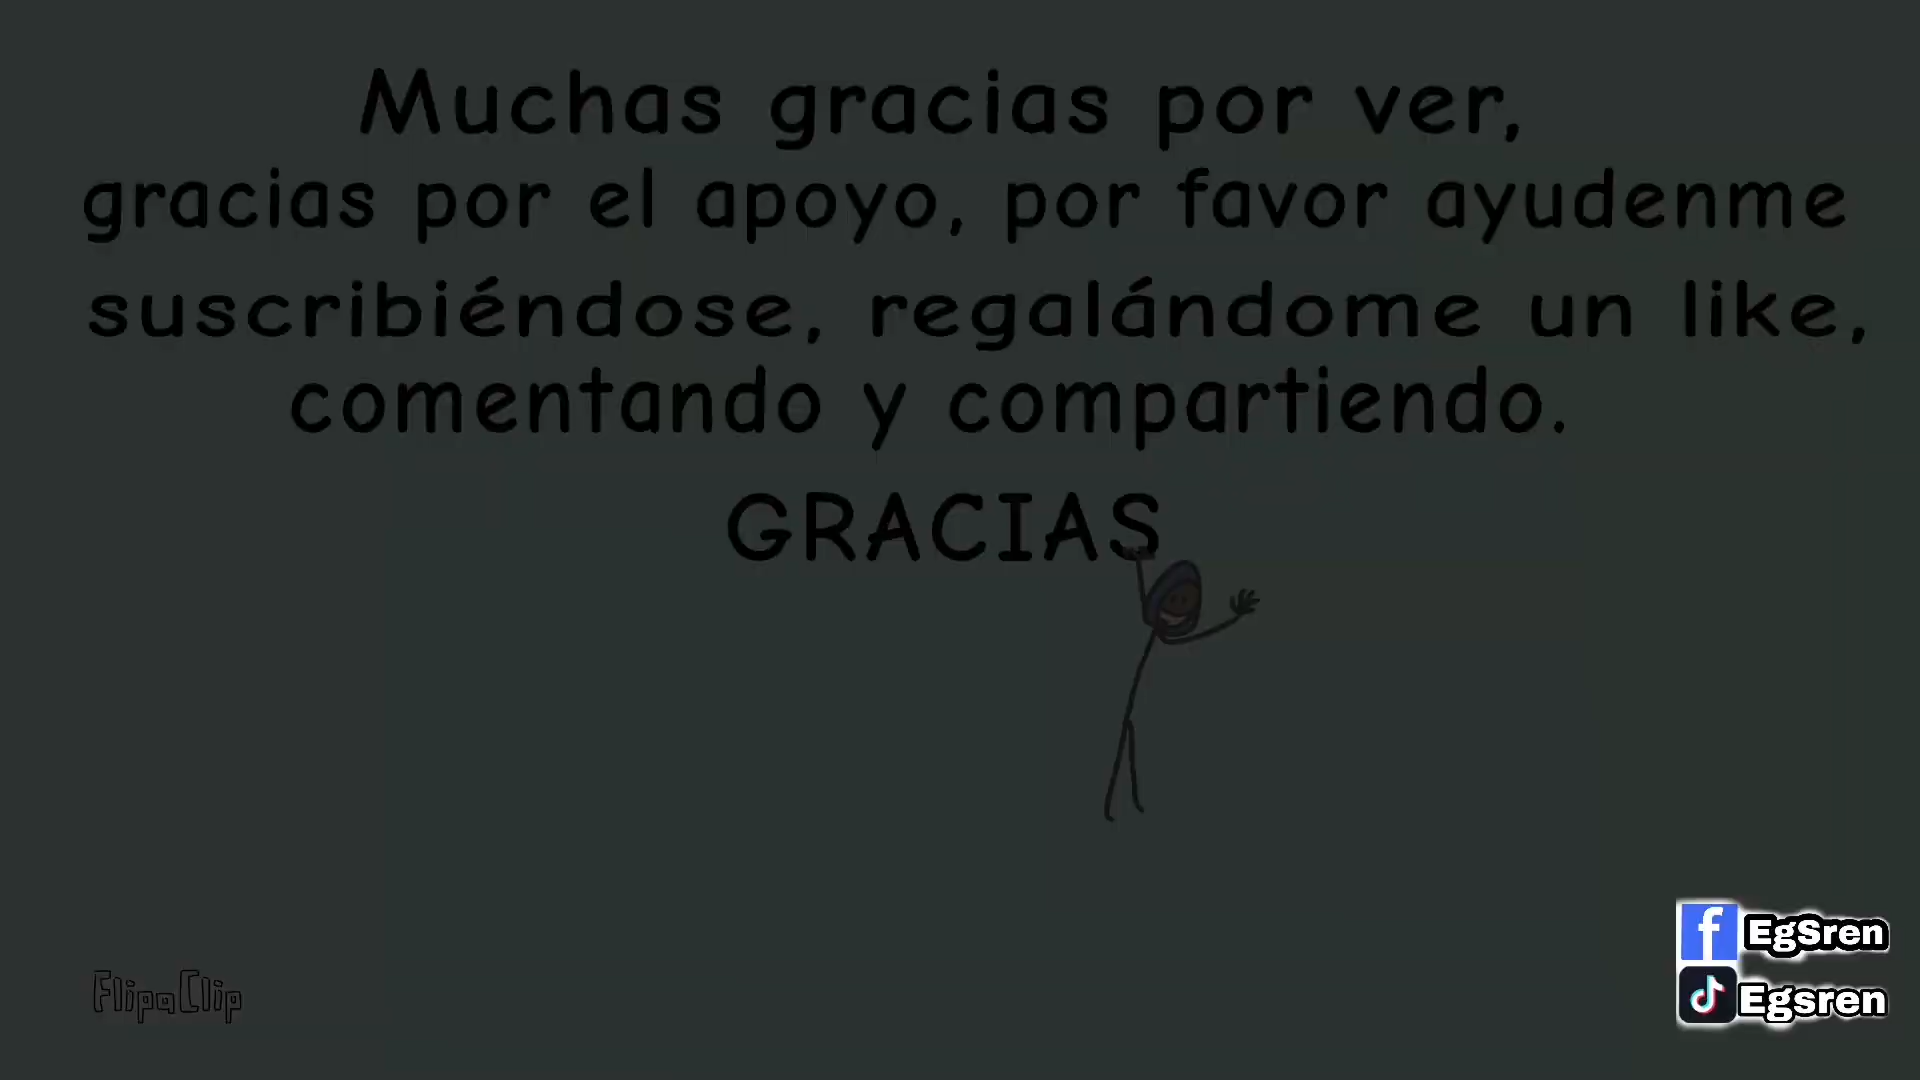 Muchas gracias por ver,
gracias por el apoyo, por favor ayudenme
suscribiéndose, regalándome un like,
comentando y compartiendo.
GRACIAS
EgSren
Egsren
FlipaClip